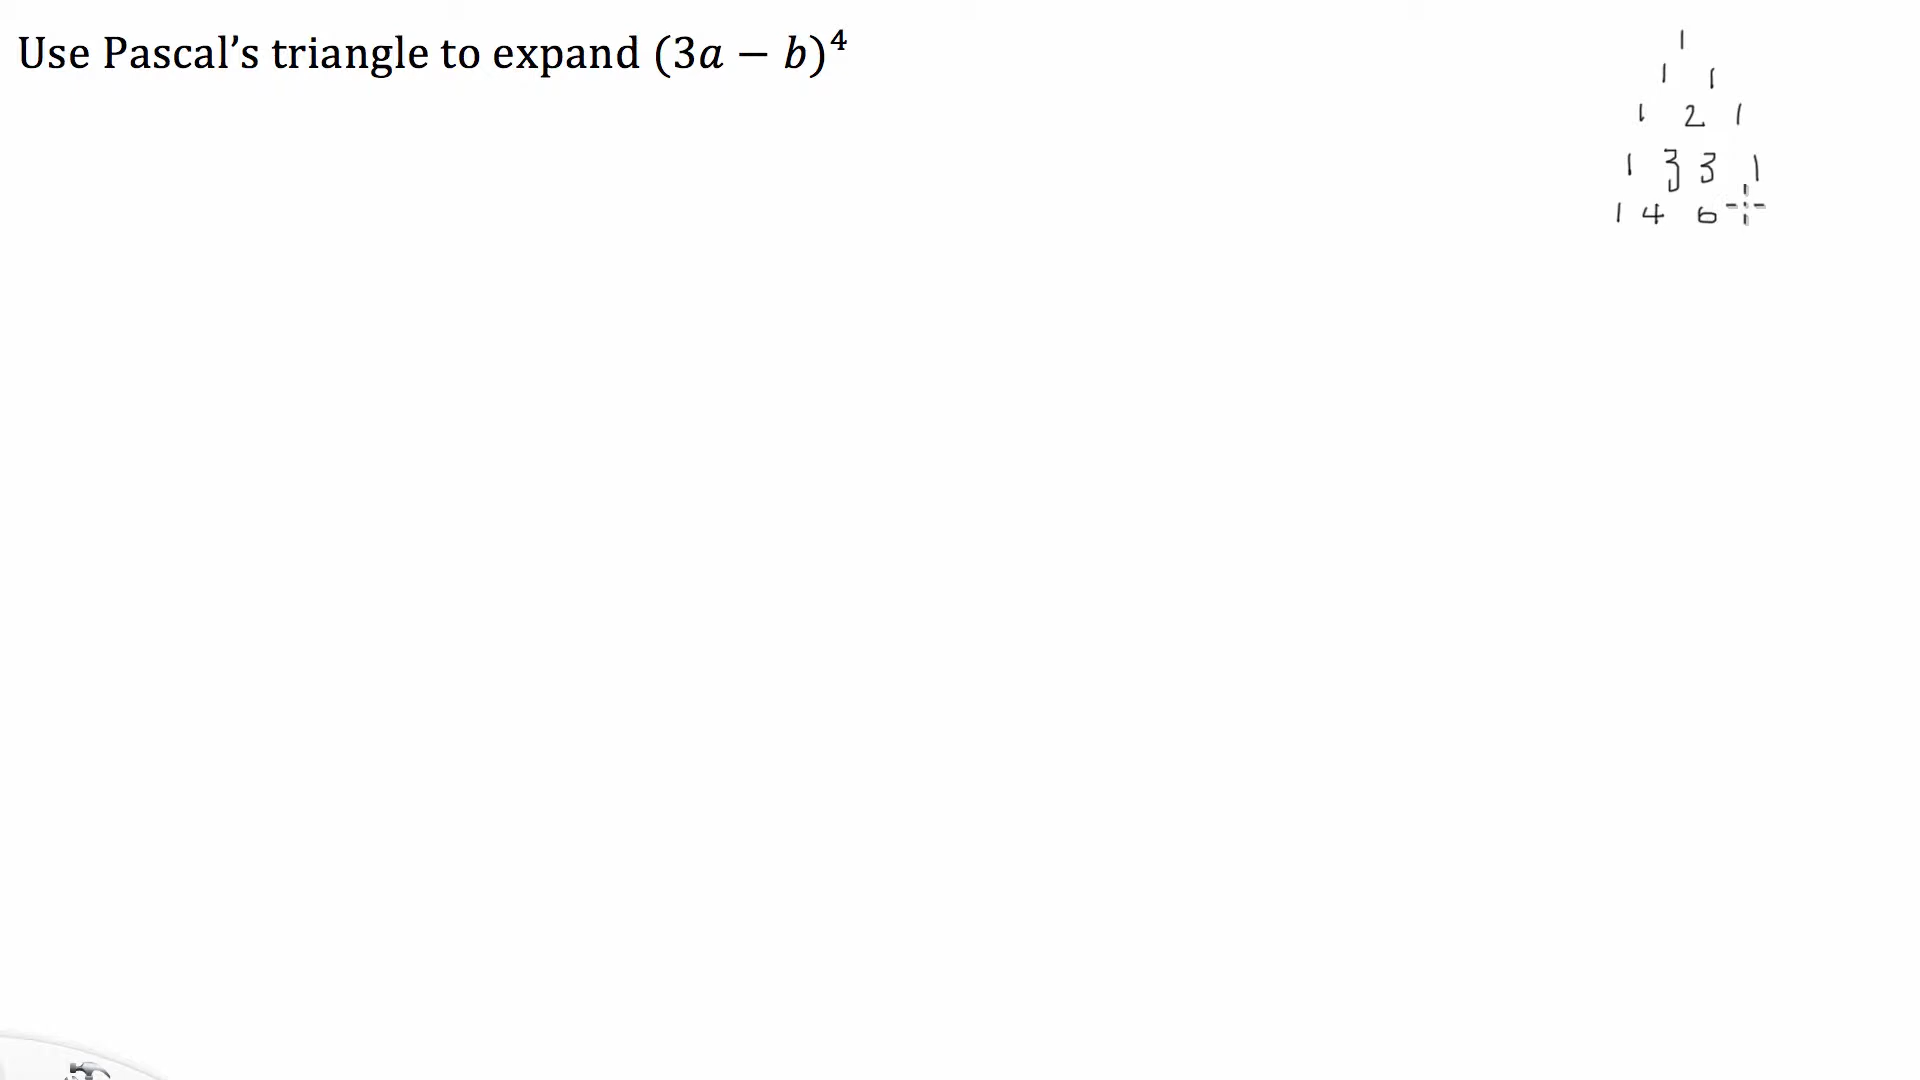 Use Pascal’s triangle to expand (3𝑎 − 𝑏)⁴
1
1 1
1 2 1
1 3 3 1
1 4 6